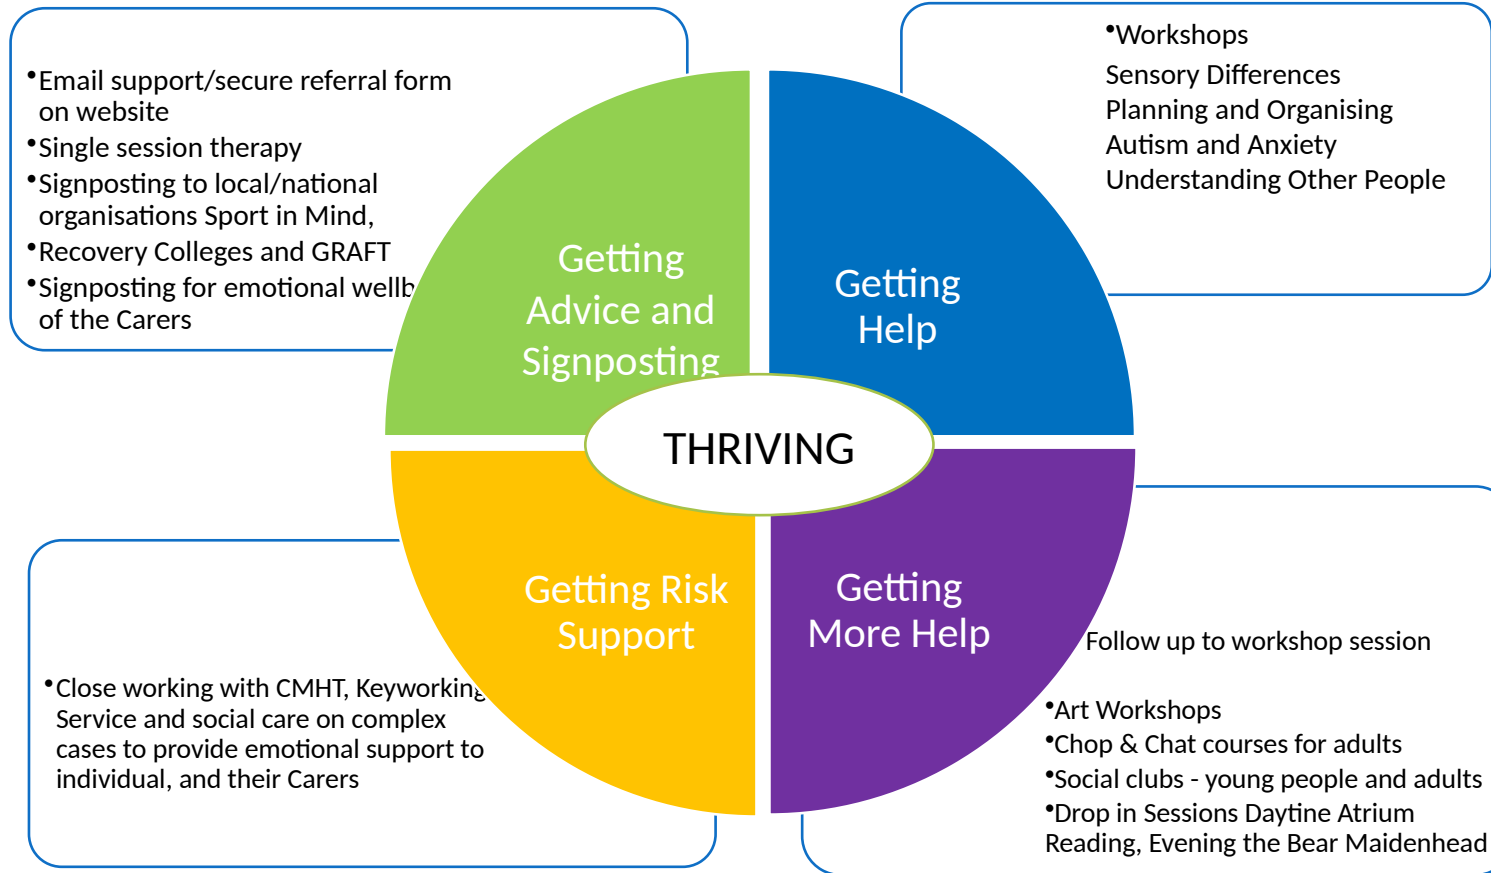 •Email support/secure referral form
on website
•Single session therapy
•Signposting to local/national
organisations Sport in Mind,
•Recovery Colleges and GRAFT
•Signposting for emotional
of the Carers
•Workshops
Sensory Differences
Planning and Organising
Autism and Anxiety
Understanding Other People
Getting
Advice and
Signposting
Getting
Help
THRIVING
Getting Risk
Support
Getting
More Help
•Close working with CMHT, Keyworking
Service and social care on complex
cases to provide emotional support to
individual, and their Carers
Follow up to workshop session
•Art Workshops
•Chop & Chat courses for adults
•Social clubs - young people and adults
•Drop in Sessions Daytine Atrium
Reading, Evening the Bear Maidenhead